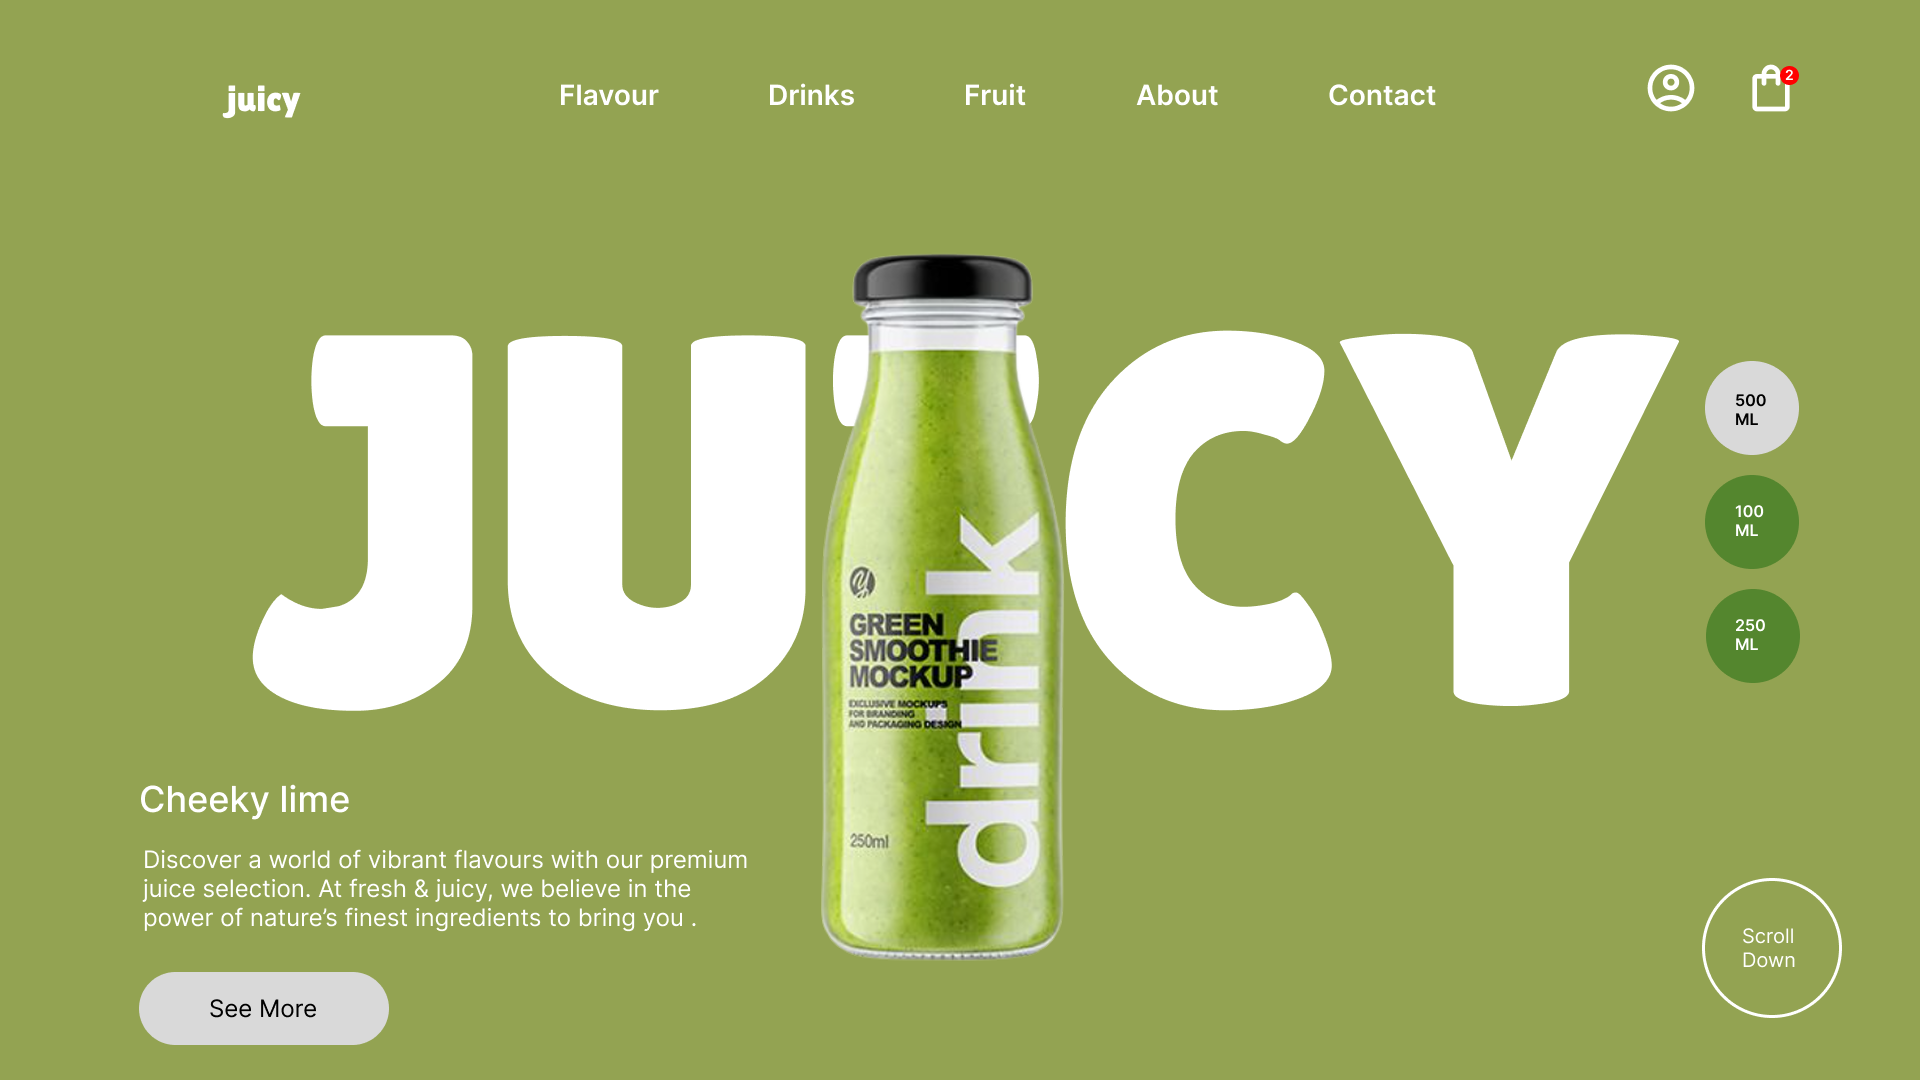 juicy
Flavour
Drinks
Fruit
About
Contact
2
JUICY
500
ML
100
ML
250
ML
drink
GREEN
SMOOTHIE
MOCKUP
EXCLUSIVE MOCKUPS
FOR BRANDING
AND PACKAGING DESIGN
250ml
Cheeky lime
Discover a world of vibrant flavours with our premium
juice selection. At fresh & juicy, we believe in the
power of nature’s finest ingredients to bring you .
See More
Scroll
Down